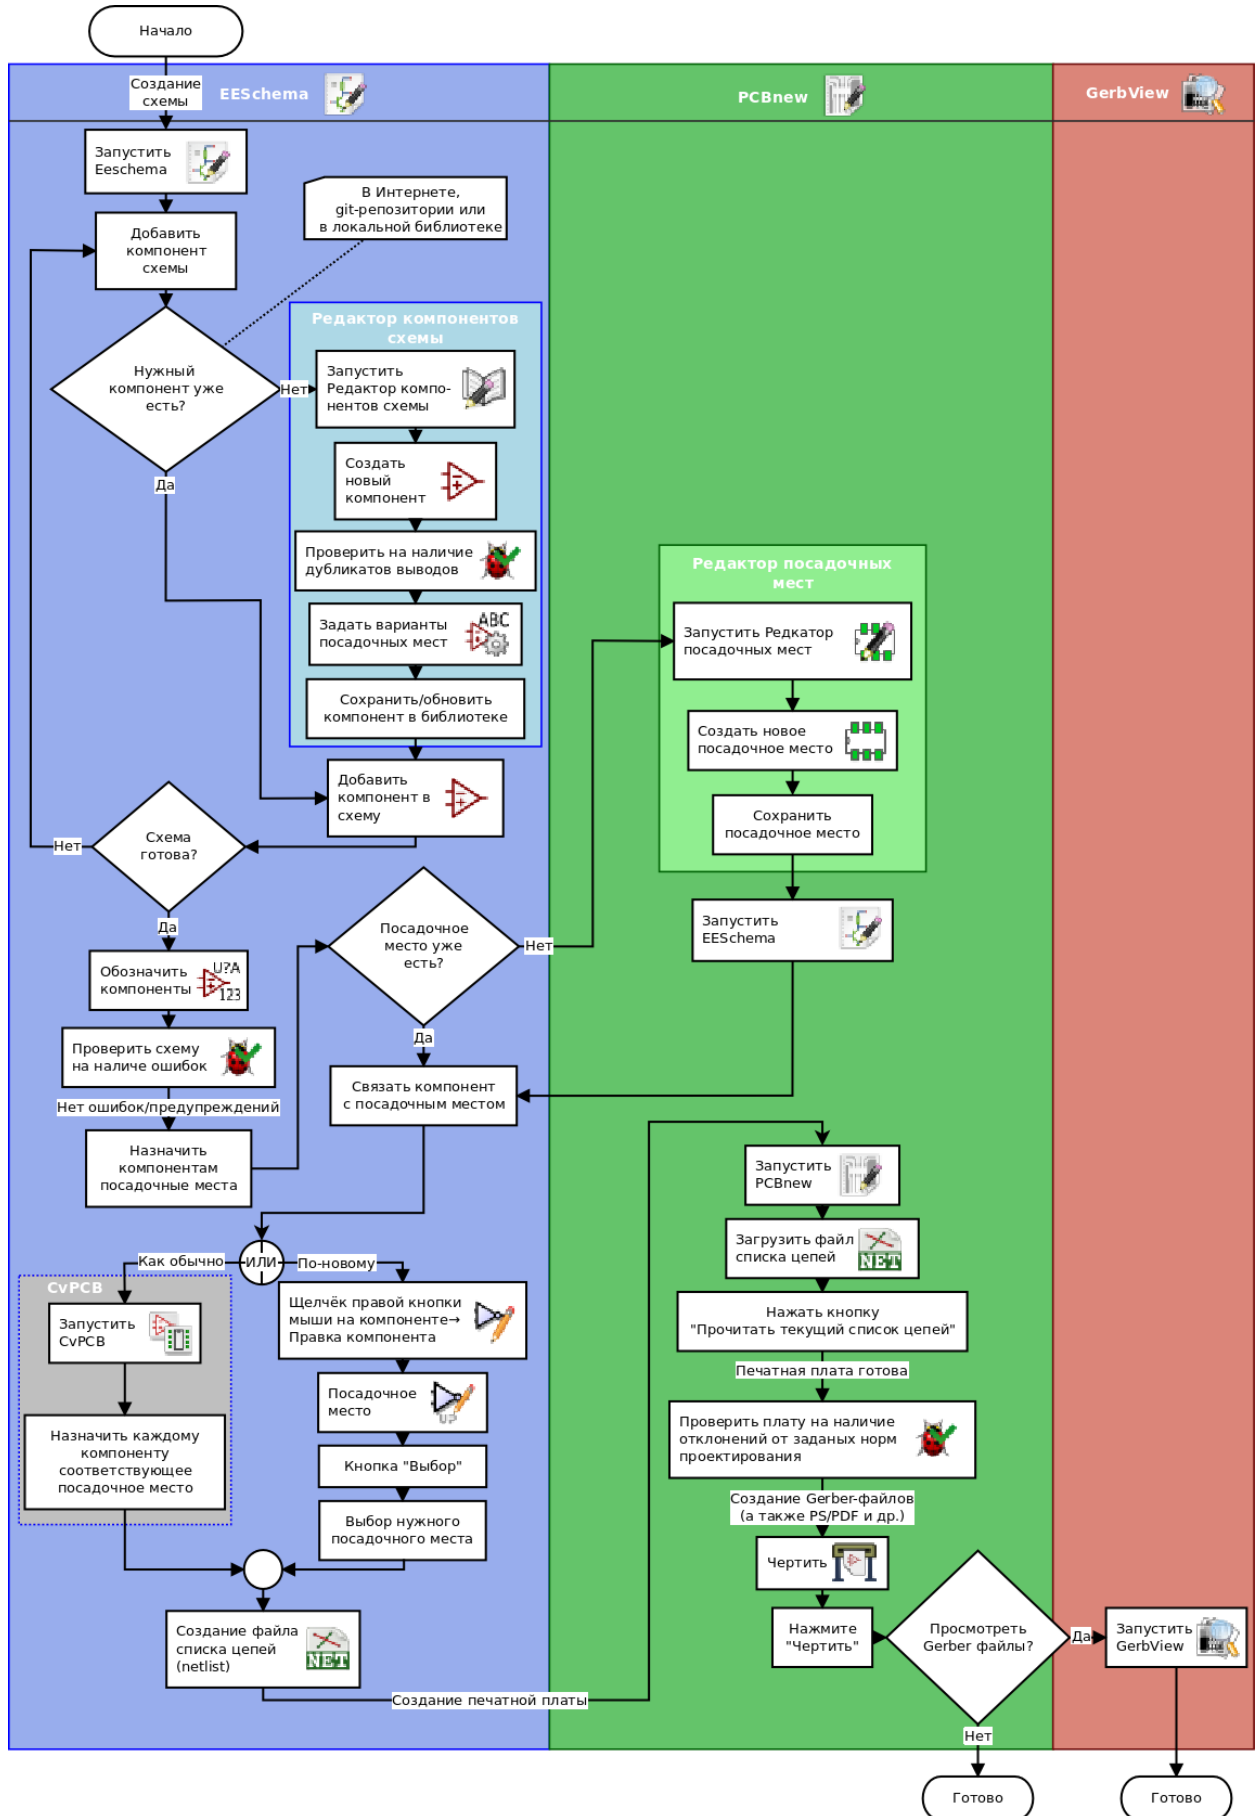 Начало
Создание
схемы
EESchema
PCBnew
GerbView
Запустить
Eeschema
В Интернете,
git-репозитории или
в локальной библиотеке
Добавить
компонент
схемы
Редактор компонентов
схемы
Нужный
компонент уже
есть?
Нет
Запустить
Редактор компо-
нентов схемы
Да
Создать
новый
компонент
Проверить на наличие
дубликатов выводов
Задать варианты
посадочных мест
ABC
Сохранить/обновить
компонент в библиотеке
Добавить
компонент в
схему
Схема
готова?
Нет
Да
Редактор посадочных
мест
Запустить Редкатор
посадочных мест
Создать новое
посадочное место
Сохранить
посадочное место
Запустить
EESchema
Посадочное
место уже
есть?
Нет
Да
Обозначить
компоненты
U?A
123
Проверить схему
на наличе ошибок
Нет ошибок/предупреждений
Назначить
компонентам
посадочные места
Связать компонент
с посадочным местом
ИЛИ
Как обычно
По-новому
CvPCB
Запустить
CvPCB
Назначить каждому
компоненту
соответствующее
посадочное место
Щелчёк правой кнопки
мыши на компоненте→
Правка компонента
Посадочное
место
U?
Кнопка "Выбор"
Выбор нужного
посадочного места
Создание файла
списка цепей
(netlist)
NET
Создание печатной платы
Запустить
PCBnew
Загрузить файл
списка цепей
NET
Нажать кнопку
"Прочитать текущий список цепей"
Печатная плата готова
Проверить плату на наличие
отклонений от заданых норм
проектирования
Создание Gerber-файлов
(а также PS/PDF и др.)
Чертить
Нажмите
"Чертить"
Просмотреть
Gerber файлы?
Да
Запустить
GerbView
Нет
Готово
Готово